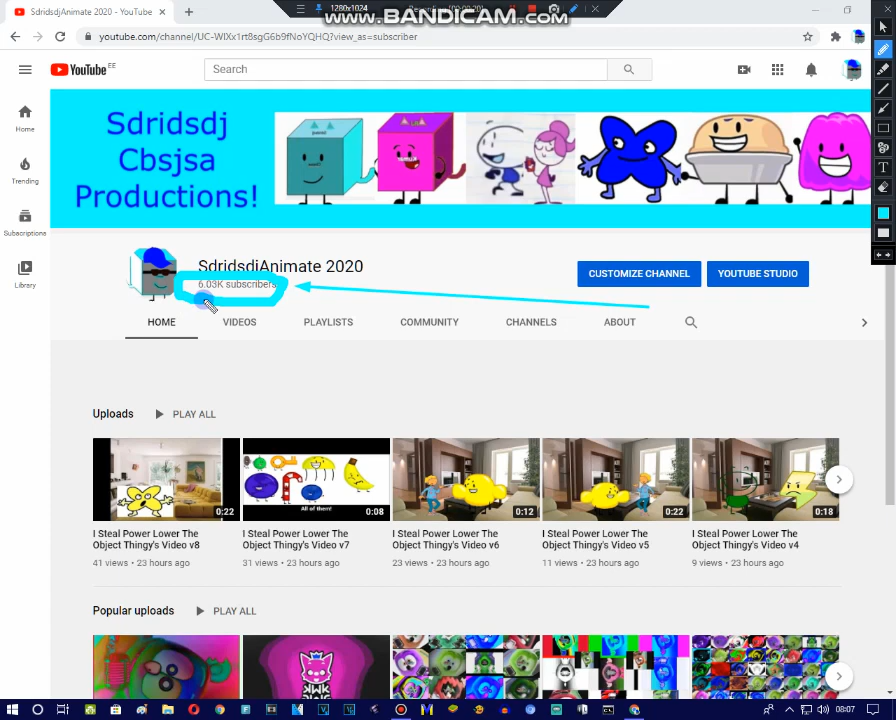 SdridsdjAnimate 2020 - YouTube
1280x1024
www.BANDICAM.com
youtube.com/channel/UC-WlXx1rt8sgG6b9fNoYQHQ?view_as=subscriber
YouTube EE
Search
Home
Trending
Subscriptions
Library
Sdridsdj
Cbsjsa
Productions!
SdridsdjAnimate 2020
6.03K subscribers
CUSTOMIZE CHANNEL
YOUTUBE STUDIO
HOME
VIDEOS
PLAYLISTS
COMMUNITY
CHANNELS
ABOUT
Uploads
PLAY ALL
0:22
All of them!
0:08
0:12
0:22
0:18
I Steal Power Lower The
Object Thingy's Video v8
41 views • 23 hours ago
I Steal Power Lower The
Object Thingy's Video v7
31 views • 23 hours ago
I Steal Power Lower The
Object Thingy's Video v6
23 views • 23 hours ago
I Steal Power Lower The
Object Thingy's Video v5
11 views • 23 hours ago
I Steal Power Lower The
Object Thingy's Video v4
9 views • 23 hours ago
Popular uploads
PLAY ALL
08:07